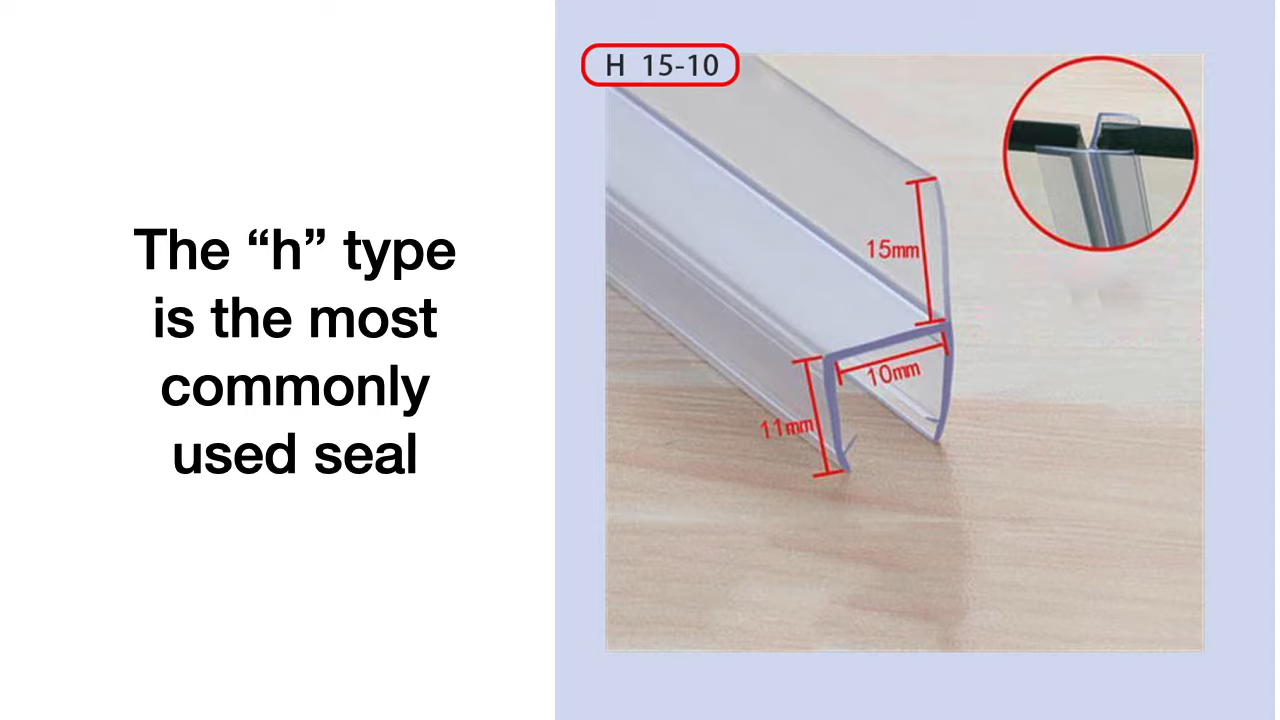 The “h” type
is the most
commonly
used seal
H 15-10
15mm
10mm
11mm